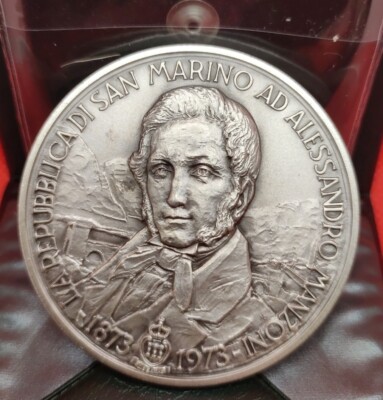 LA REPUBBLICA DI SAN MARINO AD ALESSANDRO MANZONI
1873 1973